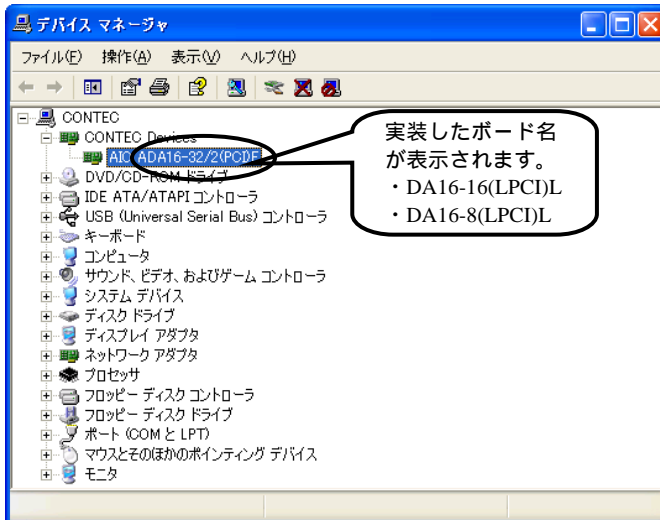 デバイス マネージャ
ファイル(F) 操作(A) 表示(V) ヘルプ(H)
CONTEC
CONTEC Devices
AIO ADA16-32/2(PCI)F
実装したボード名
が表示されます。
・DA16-16(LPCI)L
・DA16-8(LPCI)L
DVD/CD-ROM ドライブ
IDE ATA/ATAPI コントローラ
USB (Universal Serial Bus) コントローラ
キーボード
コンピュータ
サウンド、ビデオ、およびゲーム コントローラ
システム デバイス
ディスク ドライブ
ディスプレイ アダプタ
ネットワーク アダプタ
プロセッサ
フロッピー ディスク コントローラ
フロッピー ディスク ドライブ
ポート (COM と LPT)
マウスとそのほかのポインティング デバイス
モニタ